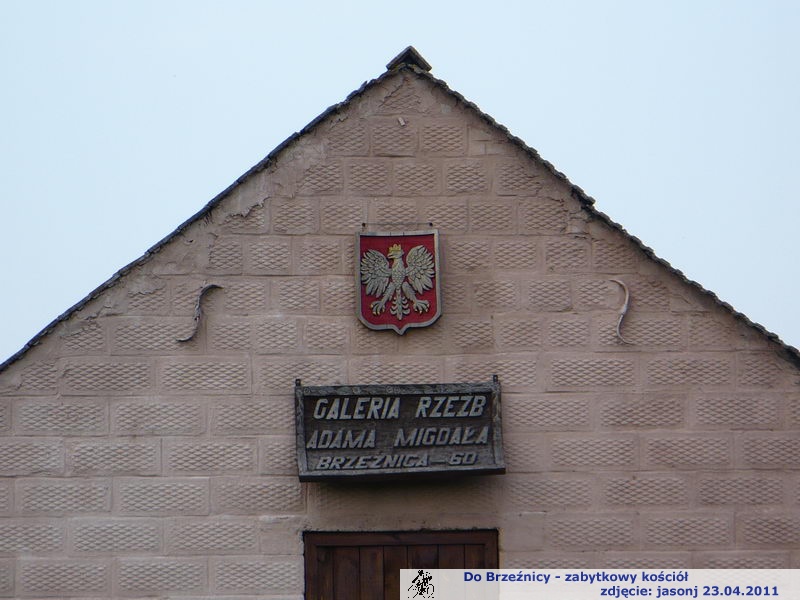 GALERIA RZEZB
ADAMA MIGDAŁA
BRZEŹNICA 60
Do Brzeźnicy - zabytkowy kościół
zdjęcie: jasonj 23.04.2011